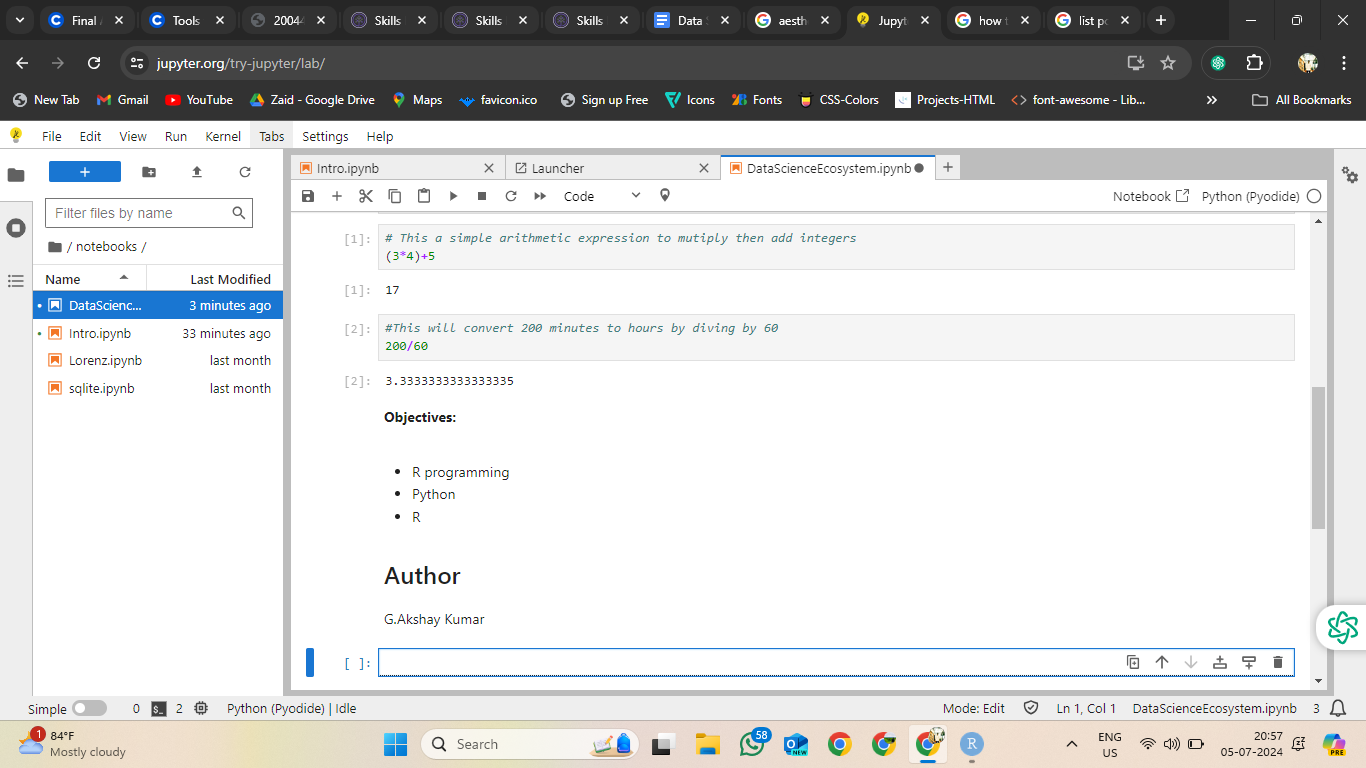 Final
Tools
2004
Skills
Skills
Skills
Data
aesth
Jupyt
how t
list p
jupyter.org/try-jupyter/lab/
New Tab
Gmail
YouTube
Zaid - Google Drive
Maps
favicon.ico
Sign up Free
Icons
Fonts
CSS-Colors
Projects-HTML
font-awesome - Lib...
All Bookmarks
File Edit View Run Kernel Tabs Settings Help
Filter files by name
/ notebooks /
Name Last Modified
DataScienc... 3 minutes ago
Intro.ipynb 33 minutes ago
Lorenz.ipynb last month
sqlite.ipynb last month
Intro.ipynb
Launcher
DataScienceEcosystem.ipynb
Code
Notebook
Python (Pyodide)
[1]: # This a simple arithmetic expression to mutiply then add integers
(3*4)+5
[1]: 17
[2]: #This will convert 200 minutes to hours by diving by 60
200/60
[2]: 3.3333333333333335
Objectives:
• R programming
• Python
• R
Author
G.Akshay Kumar
[ ]:
Simple 0 2 Python (Pyodide) | Idle
Mode: Edit Ln 1, Col 1 DataScienceEcosystem.ipynb 3
1
84°F
Mostly cloudy
Search
58
NEW
R
ENG
US
20:57
05-07-2024
PRE